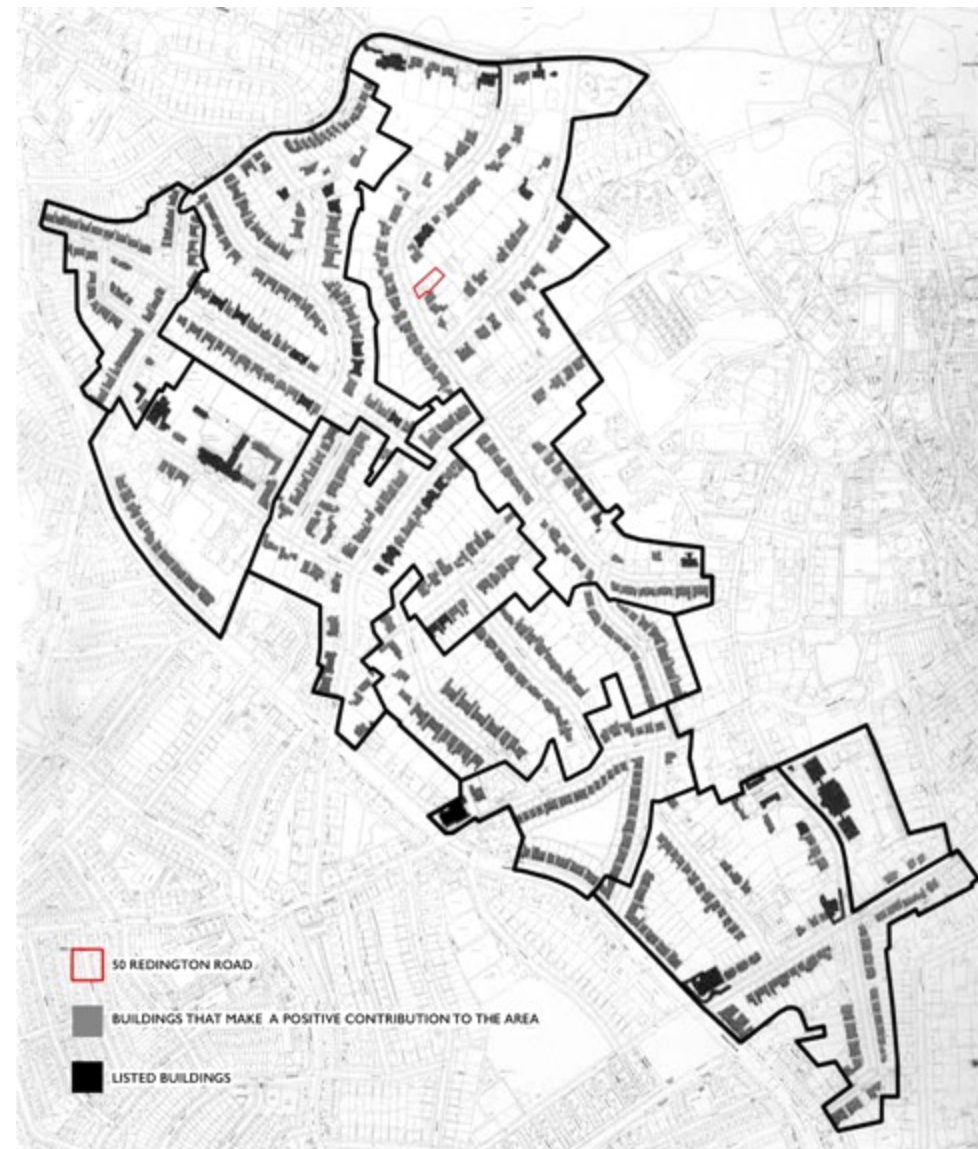 50 REDINGTON ROAD
BUILDINGS THAT MAKE A POSITIVE CONTRIBUTION TO THE AREA
LISTED BUILDINGS